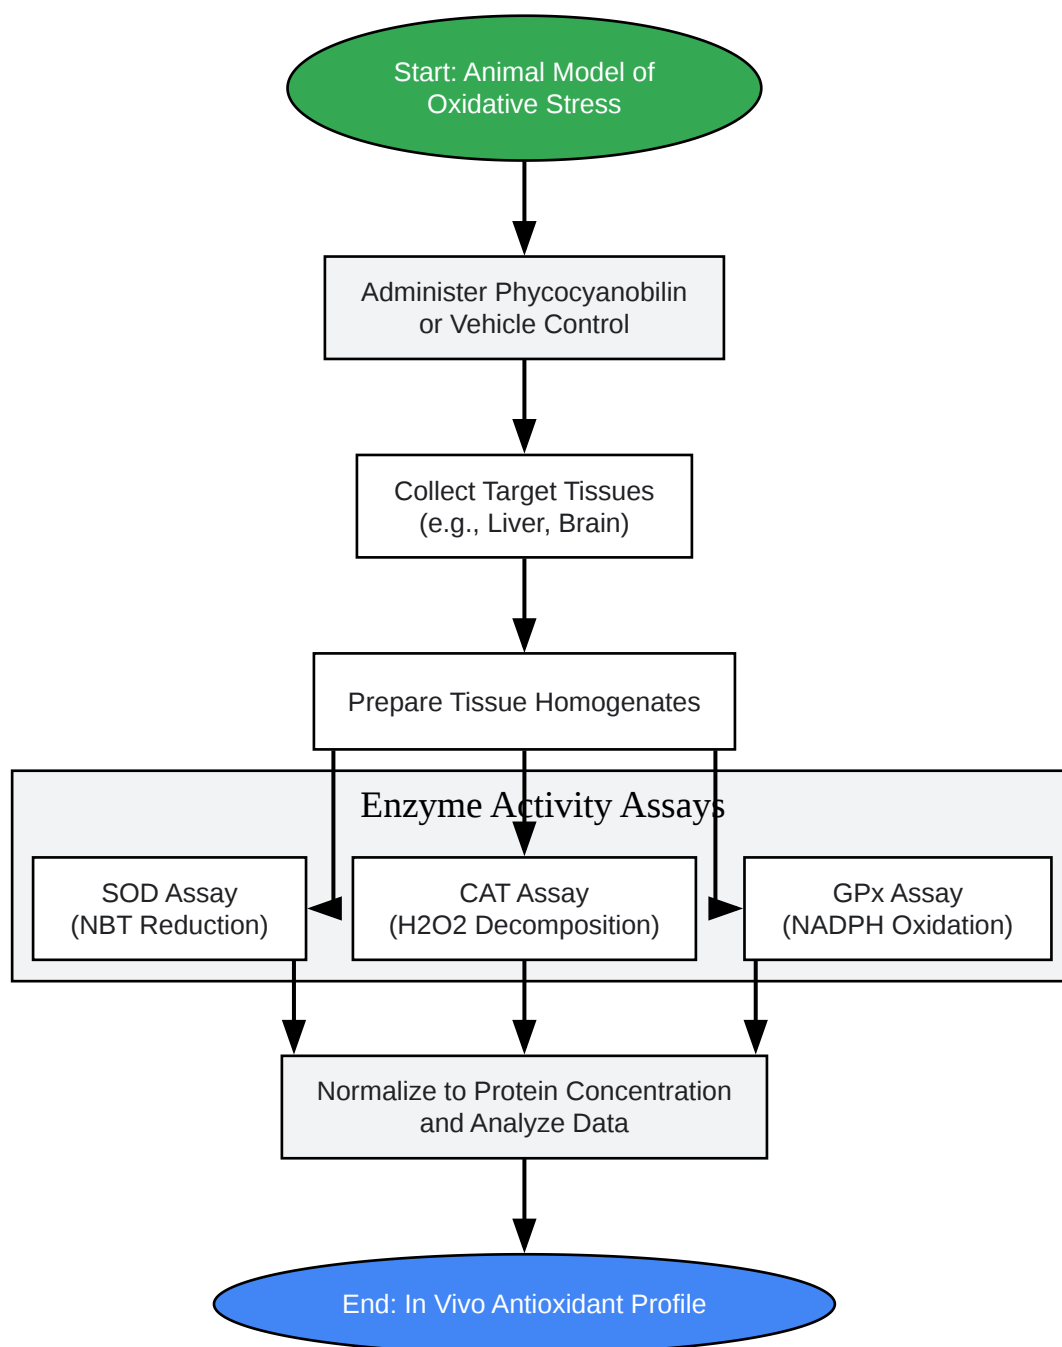 Start: Animal Model of
Oxidative Stress
Administer Phycocyanobilin
or Vehicle Control
Collect Target Tissues
(e.g., Liver, Brain)
Prepare Tissue Homogenates
Enzyme Activity Assays
SOD Assay
(NBT Reduction)
CAT Assay
(H2O2 Decomposition)
GPx Assay
(NADPH Oxidation)
Normalize to Protein Concentration
and Analyze Data
End: In Vivo Antioxidant Profile